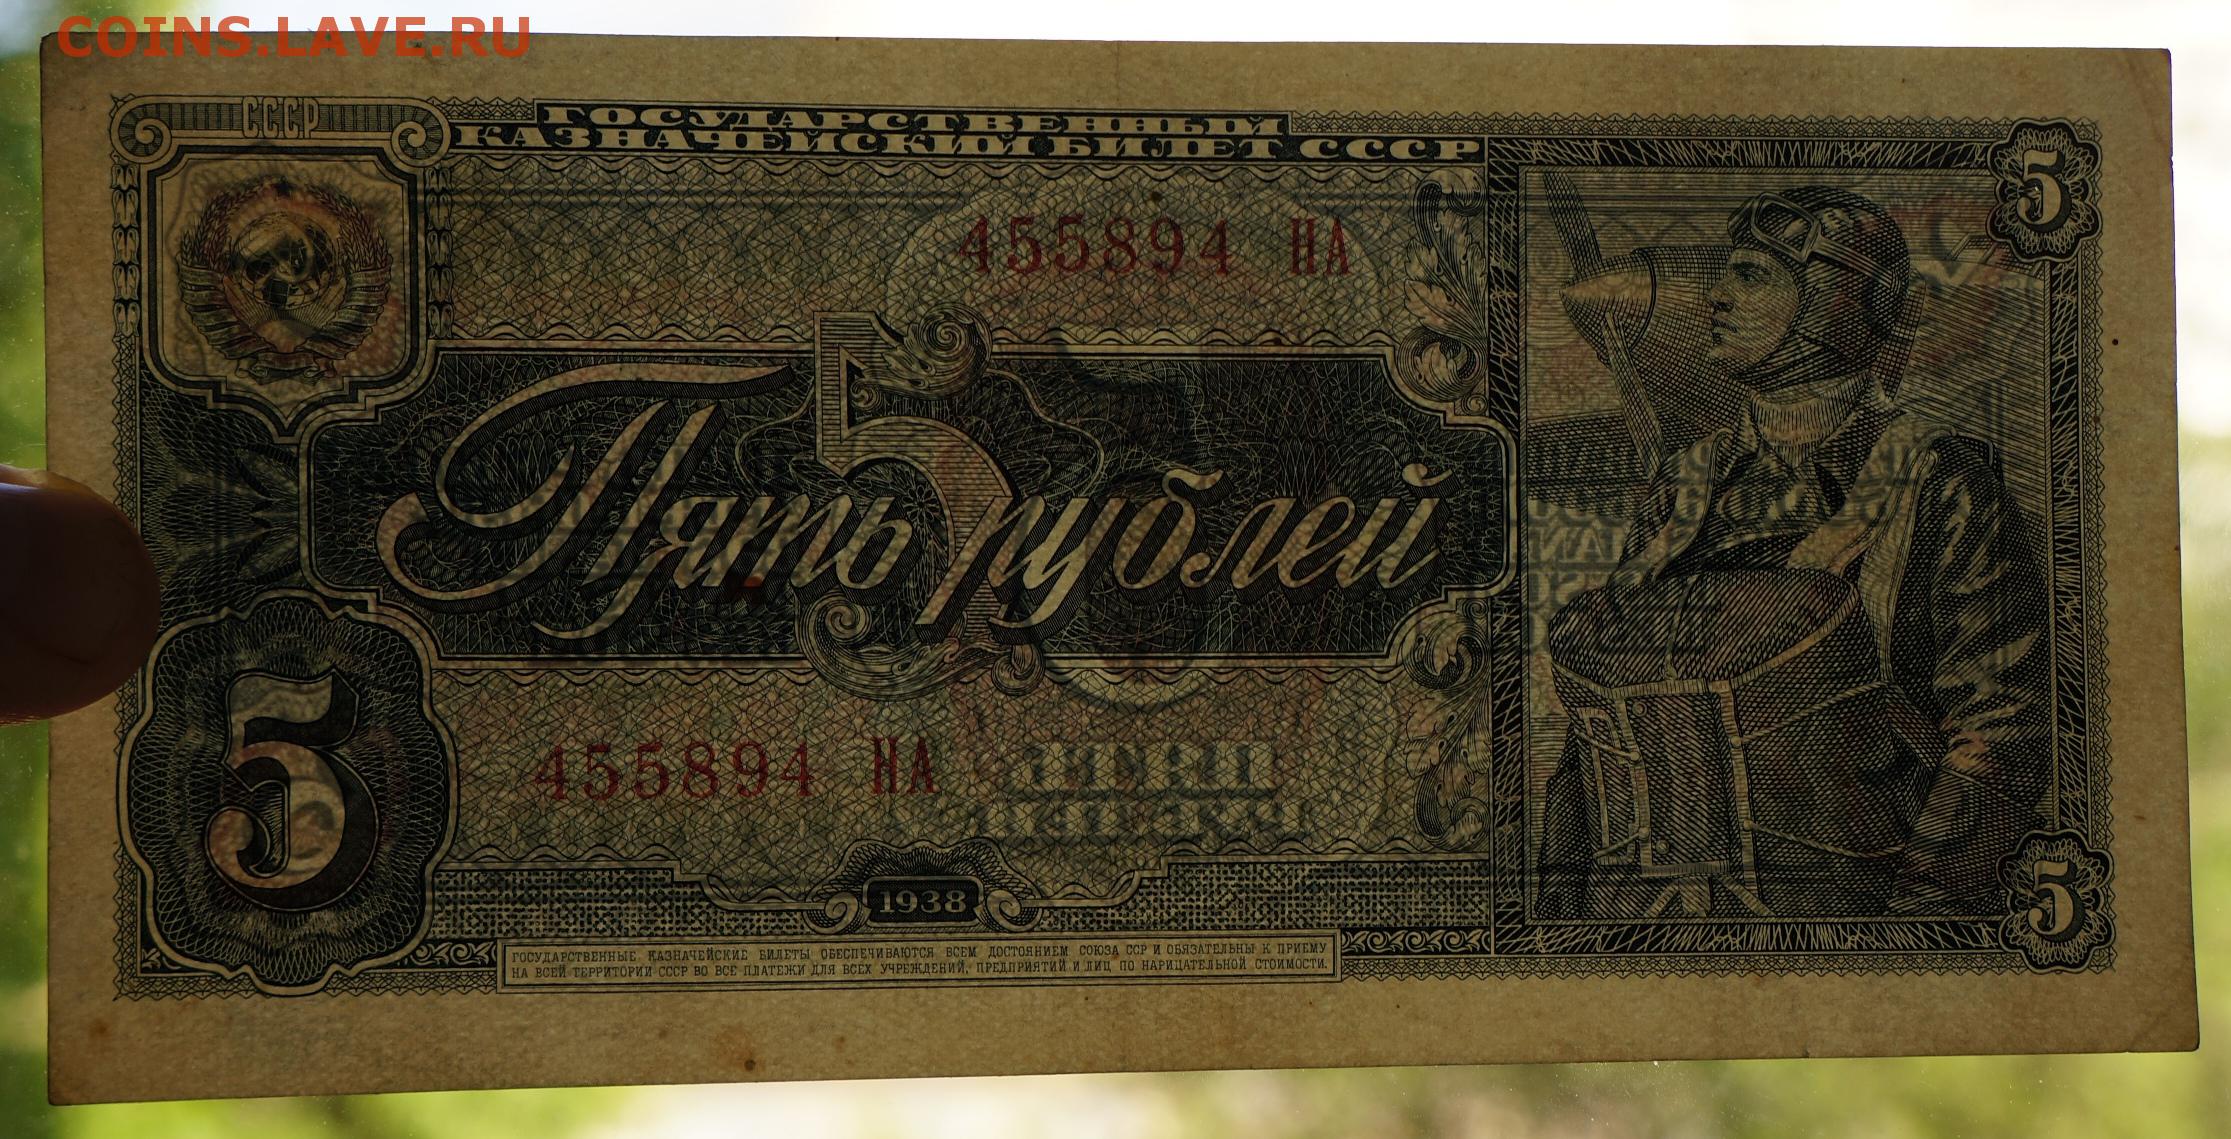 COINS.LAVE.RU
СССР
ГОСУДАРСТВЕННЫЙ
КАЗНАЧЕЙСКИЙ БИЛЕТ СССР
5
455894 НА
5
Пять рублей
5
455894 НА
1938
5
ГОСУДАРСТВЕННЫЕ КАЗНАЧЕЙСКИЕ БИЛЕТЫ ОБЕСПЕЧИВАЮТСЯ ВСЕМ ДОСТОЯНИЕМ СОЮЗА ССР И ОБЯЗАТЕЛЬНЫ К ПРИЕМУ
НА ВСЕЙ ТЕРРИТОРИИ СССР ВО ВСЕ ПЛАТЕЖИ ДЛЯ ВСЕХ УЧРЕЖДЕНИЙ, ПРЕДПРИЯТИЙ И ЛИЦ ПО НАРИЦАТЕЛЬНОЙ СТОИМОСТИ.